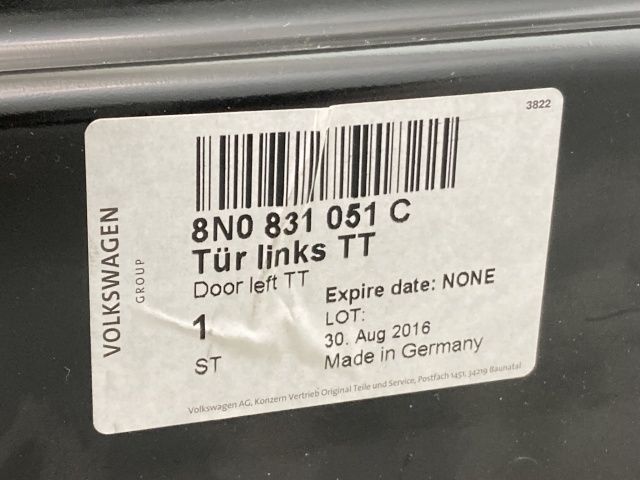 3822
VOLKSWAGEN
GROUP
8N0 831 051 C
Tür links TT
Door left TT
1
ST
Expire date: NONE
LOT:
30. Aug 2016
Made in Germany
Volkswagen AG, Konzern Vertrieb Original Teile und Service, Postfach 1451, 34219 Baunatal